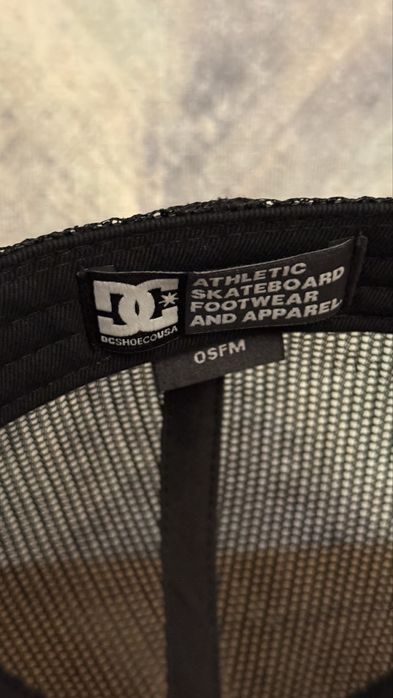 DC
DCSHOECOUSA
ATHLETIC
SKATEBOARD
FOOTWEAR
AND APPAREL
OSFM